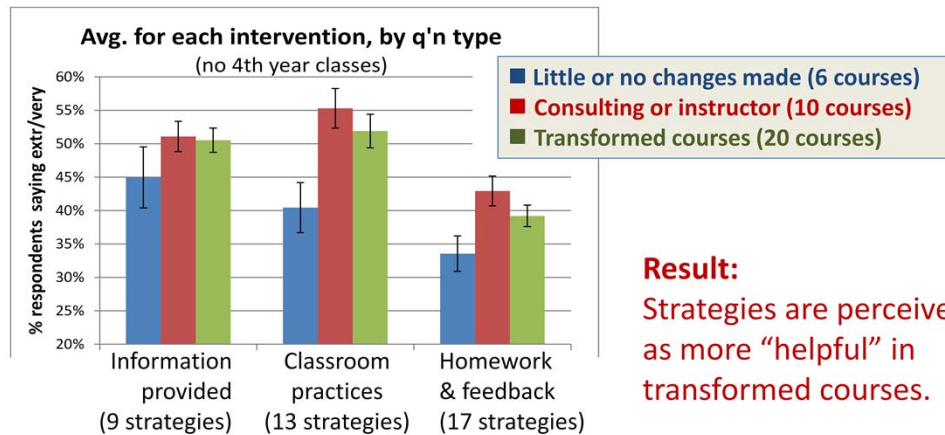 Avg. for each intervention, by q'n type
(no 4th year classes)
Little or no changes made (6 courses)
Consulting or instructor (10 courses)
Transformed courses (20 courses)
% respondents saying extr/very
60%
55%
50%
45%
40%
35%
30%
25%
20%
Information
provided
(9 strategies)
Classroom
practices
(13 strategies)
Homework
& feedback
(17 strategies)
Result:
Strategies are perceive
as more “helpful” in
transformed courses.